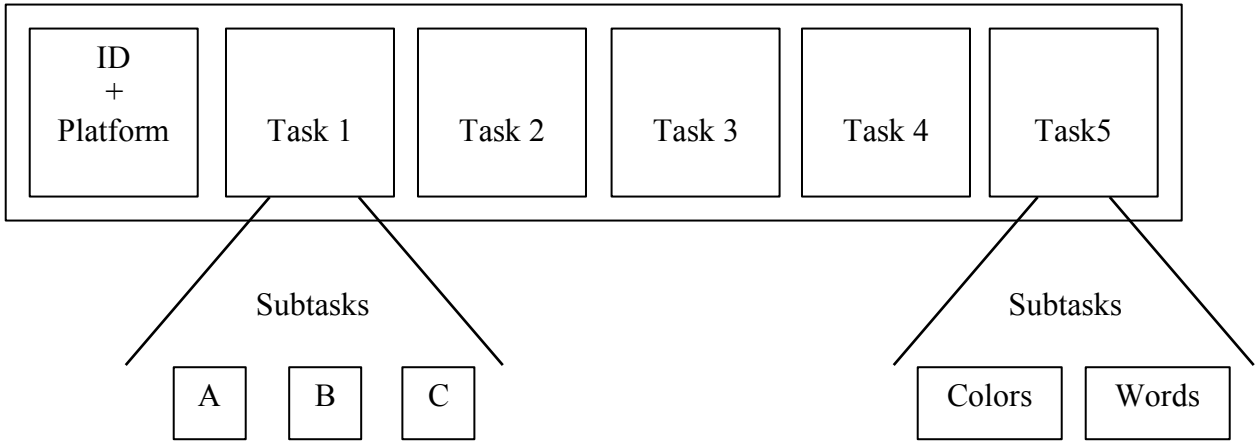 ID
+
Platform
Task 1
Task 2
Task 3
Task 4
Task5
Subtasks
Subtasks
A
B
C
Colors
Words